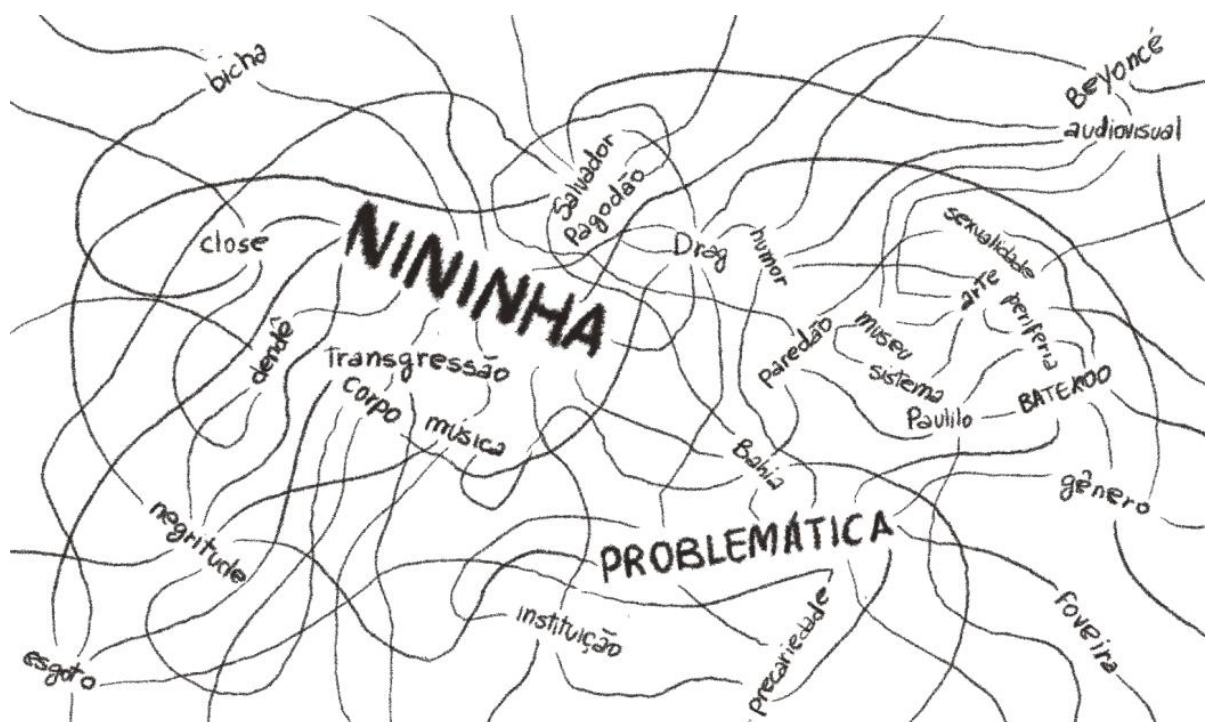 bicha
Beyoncé
audiovisual
Salvador
Pagodão
close
NININHA
Drag
humor
sexualidade
arte
periferia
dendê
Transgressão
Corpo
música
Paredão
museu
sistema
Paulilo
BATEKOO
Bahia
gênero
negritude
PROBLEMÁTICA
instituição
precariedade
Foveira
esgoto